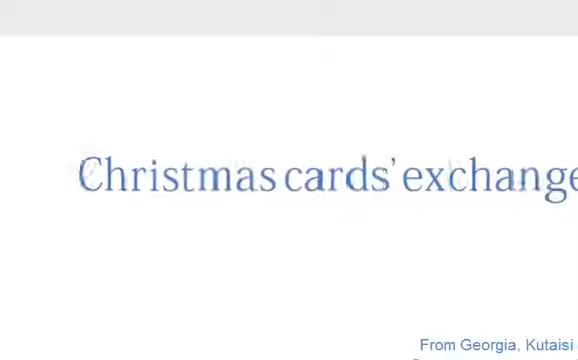 Christmas cards' exchange
From Georgia, Kutaisi